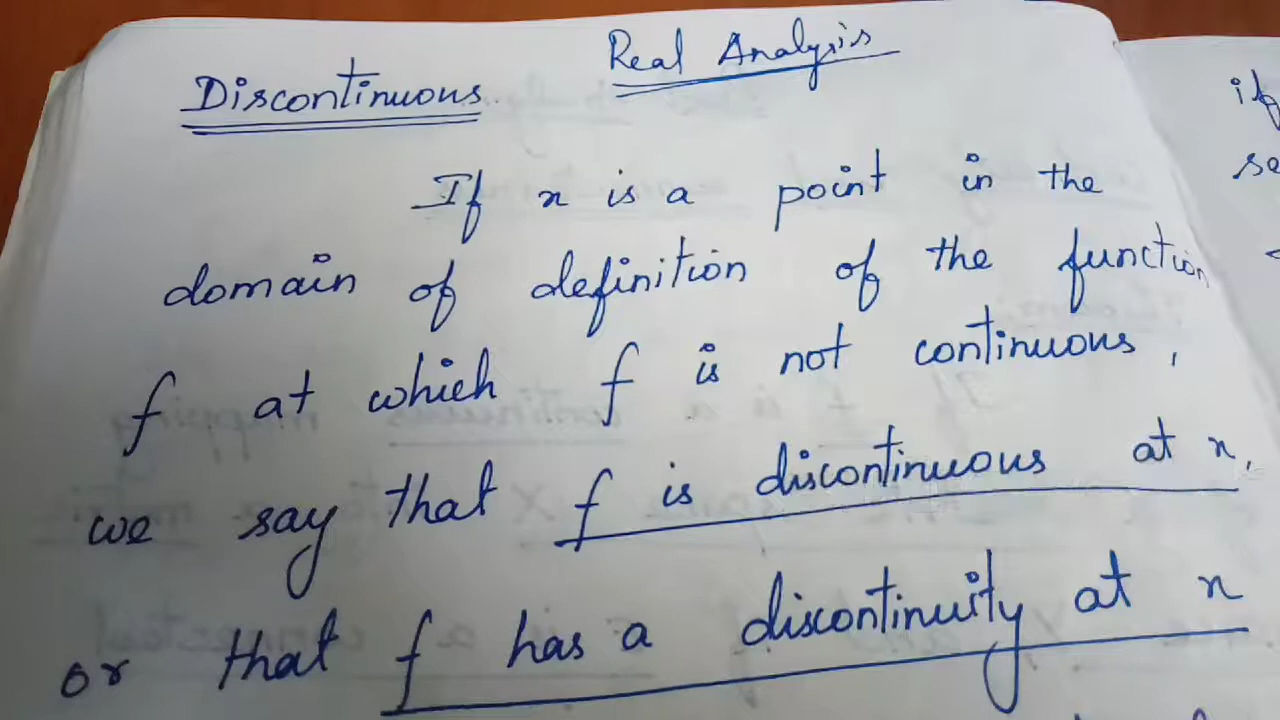 Real Analysis
Discontinuous
If x is a point in the
domain of definition of the function
f at which f is not continuous,
we say that f is discontinuous at x,
or that f has a discontinuity at x
if